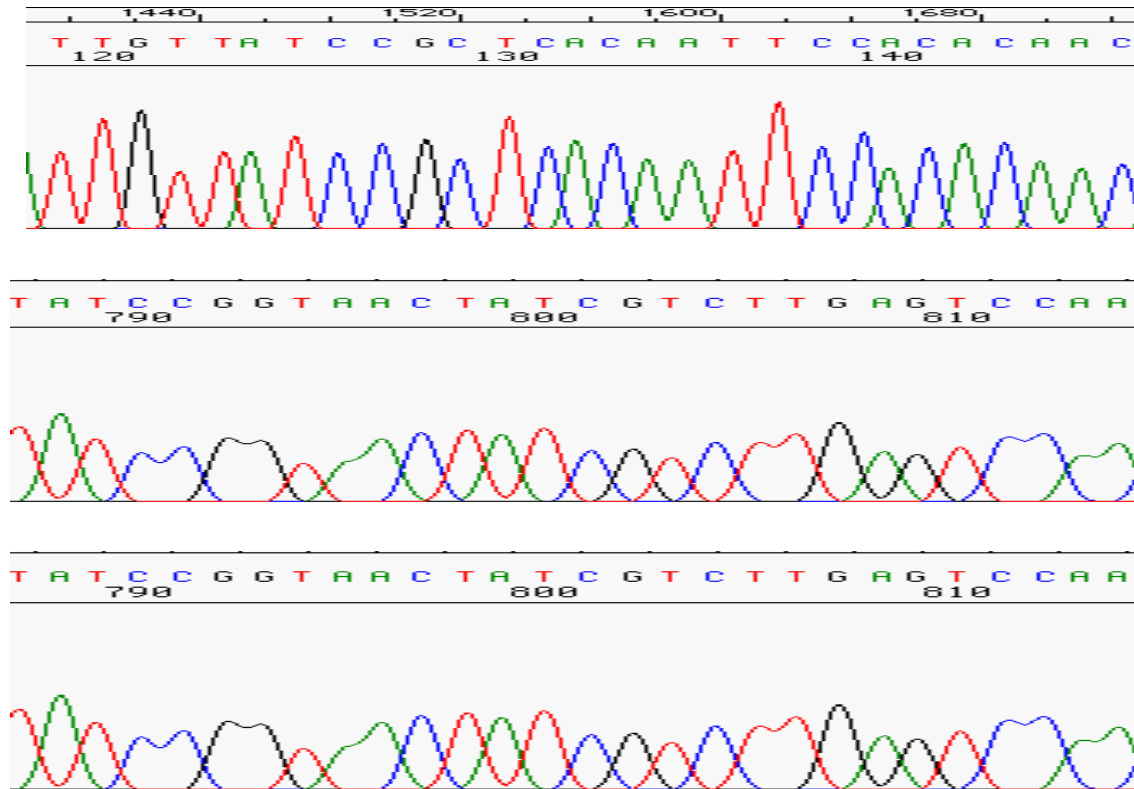 1440 1520 1600 1680
T T G T T A T C C G C T C A C A A T T C C A C A C A A C
120 130 140
T A T C C G G T A A C T A T C G T C T T G A G T C C A A
790 800 810
T A T C C G G T A A C T A T C G T C T T G A G T C C A A
790 800 810